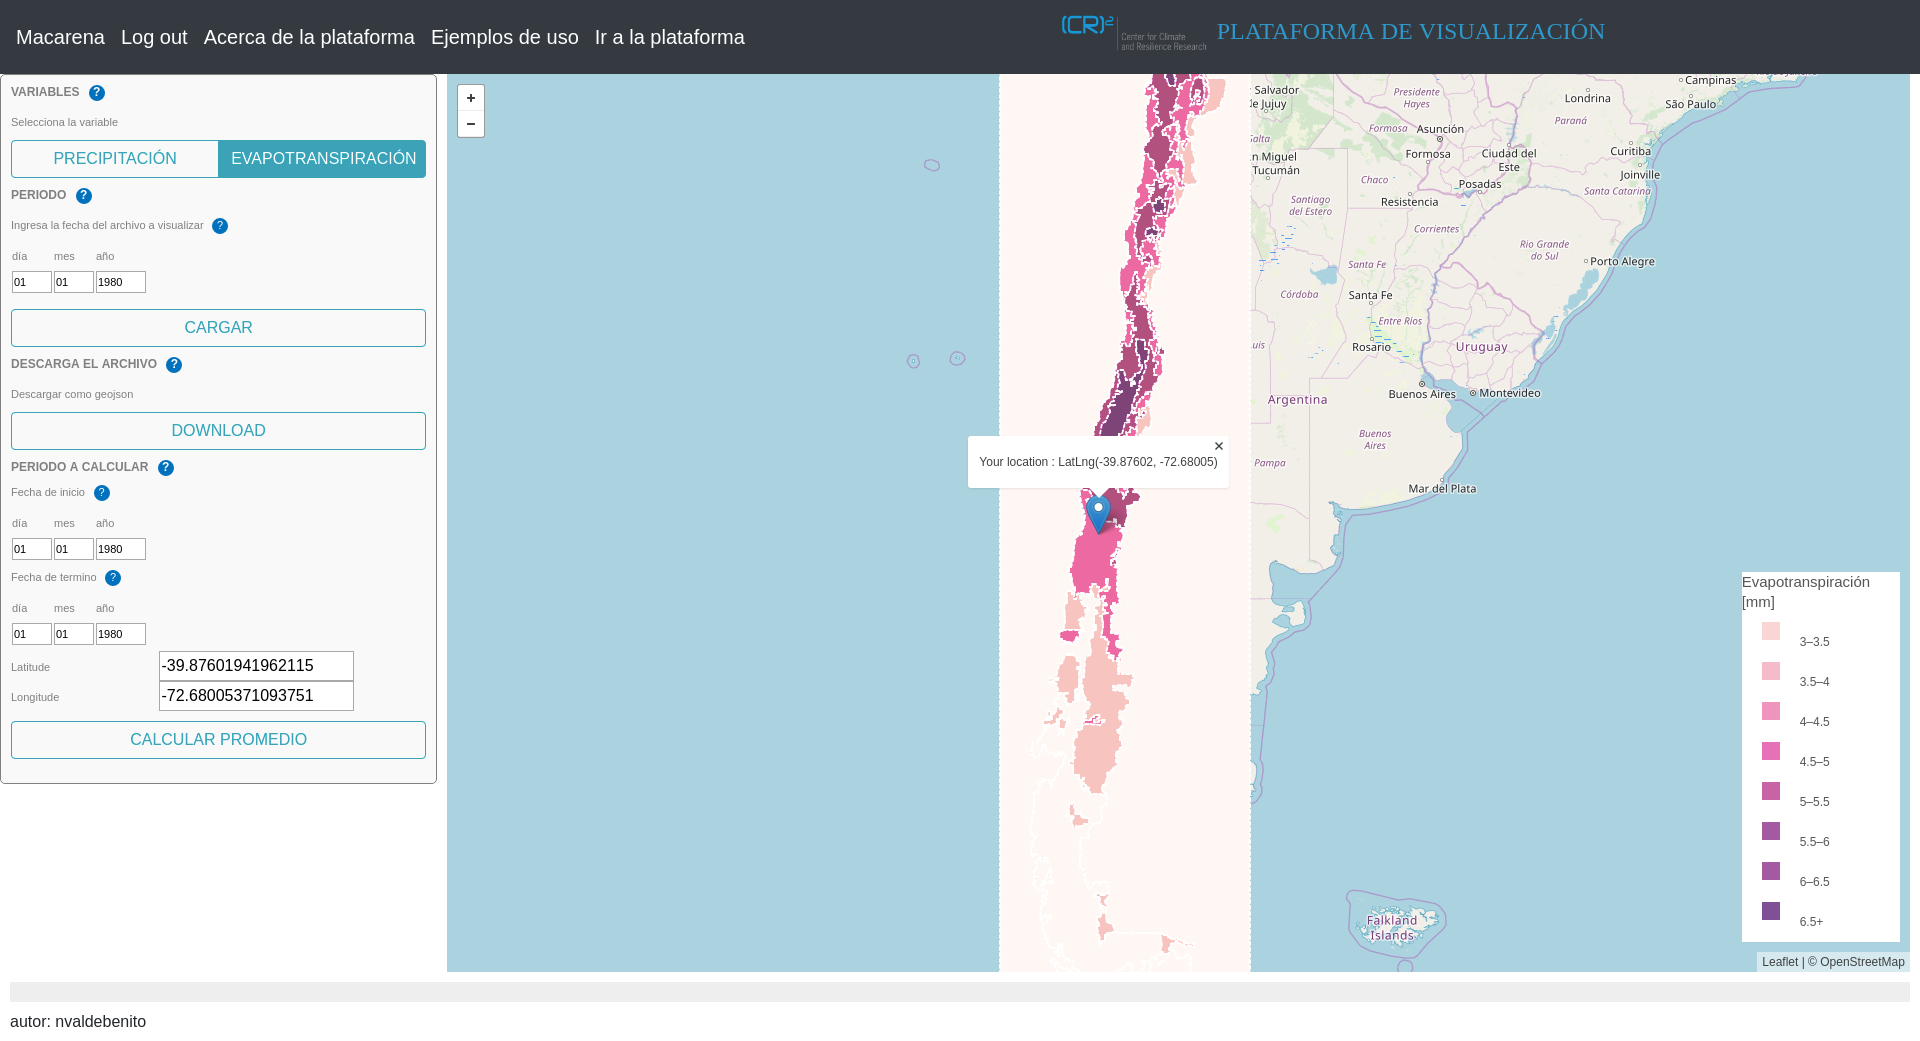 Macarena Log out Acerca de la plataforma Ejemplos de uso Ir a la plataforma
(CR)2
Center for Climate
and Resilience Research
PLATAFORMA DE VISUALIZACIÓN
VARIABLES ?
Selecciona la variable
PRECIPITACIÓN EVAPOTRANSPIRACIÓN
PERIODO ?
Ingresa la fecha del archivo a visualizar ?
día mes año
01 01 1980
CARGAR
DESCARGA EL ARCHIVO ?
Descargar como geojson
DOWNLOAD
PERIODO A CALCULAR ?
Fecha de inicio ?
día mes año
01 01 1980
Fecha de termino ?
día mes año
01 01 1980
Latitude -39.87601941962115
Longitude -72.68005371093751
CALCULAR PROMEDIO
+
−
Campinas
Salvador
de Jujuy
Presidente
Hayes
Londrina
São Paulo
Paraná
Salta
Formosa
Asunción
n Miguel
Tucumán
Formosa
Ciudad del
Este
Curitiba
Joinville
Chaco
Posadas
Santa Catarina
Santiago
del Estero
Resistencia
Corrientes
Rio Grande
do Sul
Santa Fe
Porto Alegre
Córdoba
Santa Fe
Entre Ríos
uis
Rosario
Uruguay
Argentina
Buenos Aires
Montevideo
Buenos
Aires
Pampa
Mar del Plata
×
Your location : LatLng(-39.87602, -72.68005)
Falkland
Islands
Evapotranspiración
[mm]
3–3.5
3.5–4
4–4.5
4.5–5
5–5.5
5.5–6
6–6.5
6.5+
Leaflet | © OpenStreetMap
autor: nvaldebenito